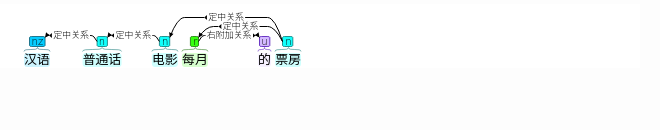 定中关系
定中关系
定中关系 定中关系 右附加关系
nz n n r u n
汉语 普通话 电影 每月 的 票房